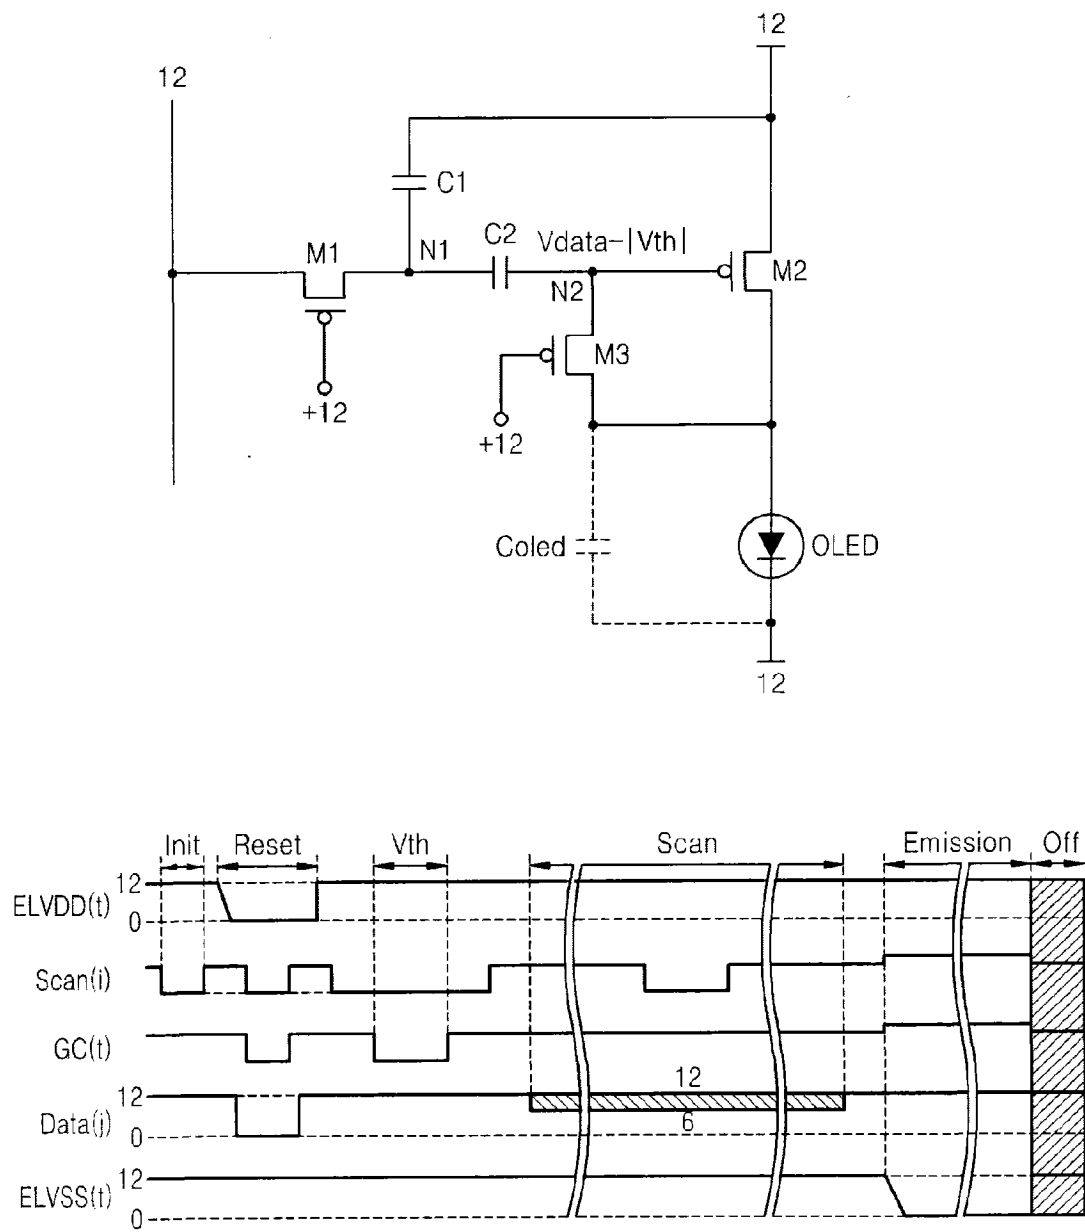 12
12
C1
M1
N1
C2
Vdata-|Vth|
M2
N2
M3
+12
+12
Coled
OLED
12
Init
Reset
Vth
Scan
Emission
Off
ELVDD(t)
12
0
Scan(i)
GC(t)
Data(j)
12
0
12
6
ELVSS(t)
12
0